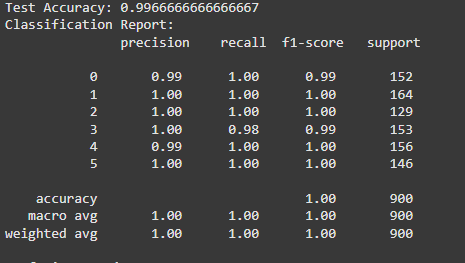 Test Accuracy: 0.9966666666666667
Classification Report:
precision recall f1-score support
0 0.99 1.00 0.99 152
1 1.00 1.00 1.00 164
2 1.00 1.00 1.00 129
3 1.00 0.98 0.99 153
4 0.99 1.00 1.00 156
5 1.00 1.00 1.00 146
accuracy 1.00 900
macro avg 1.00 1.00 1.00 900
weighted avg 1.00 1.00 1.00 900